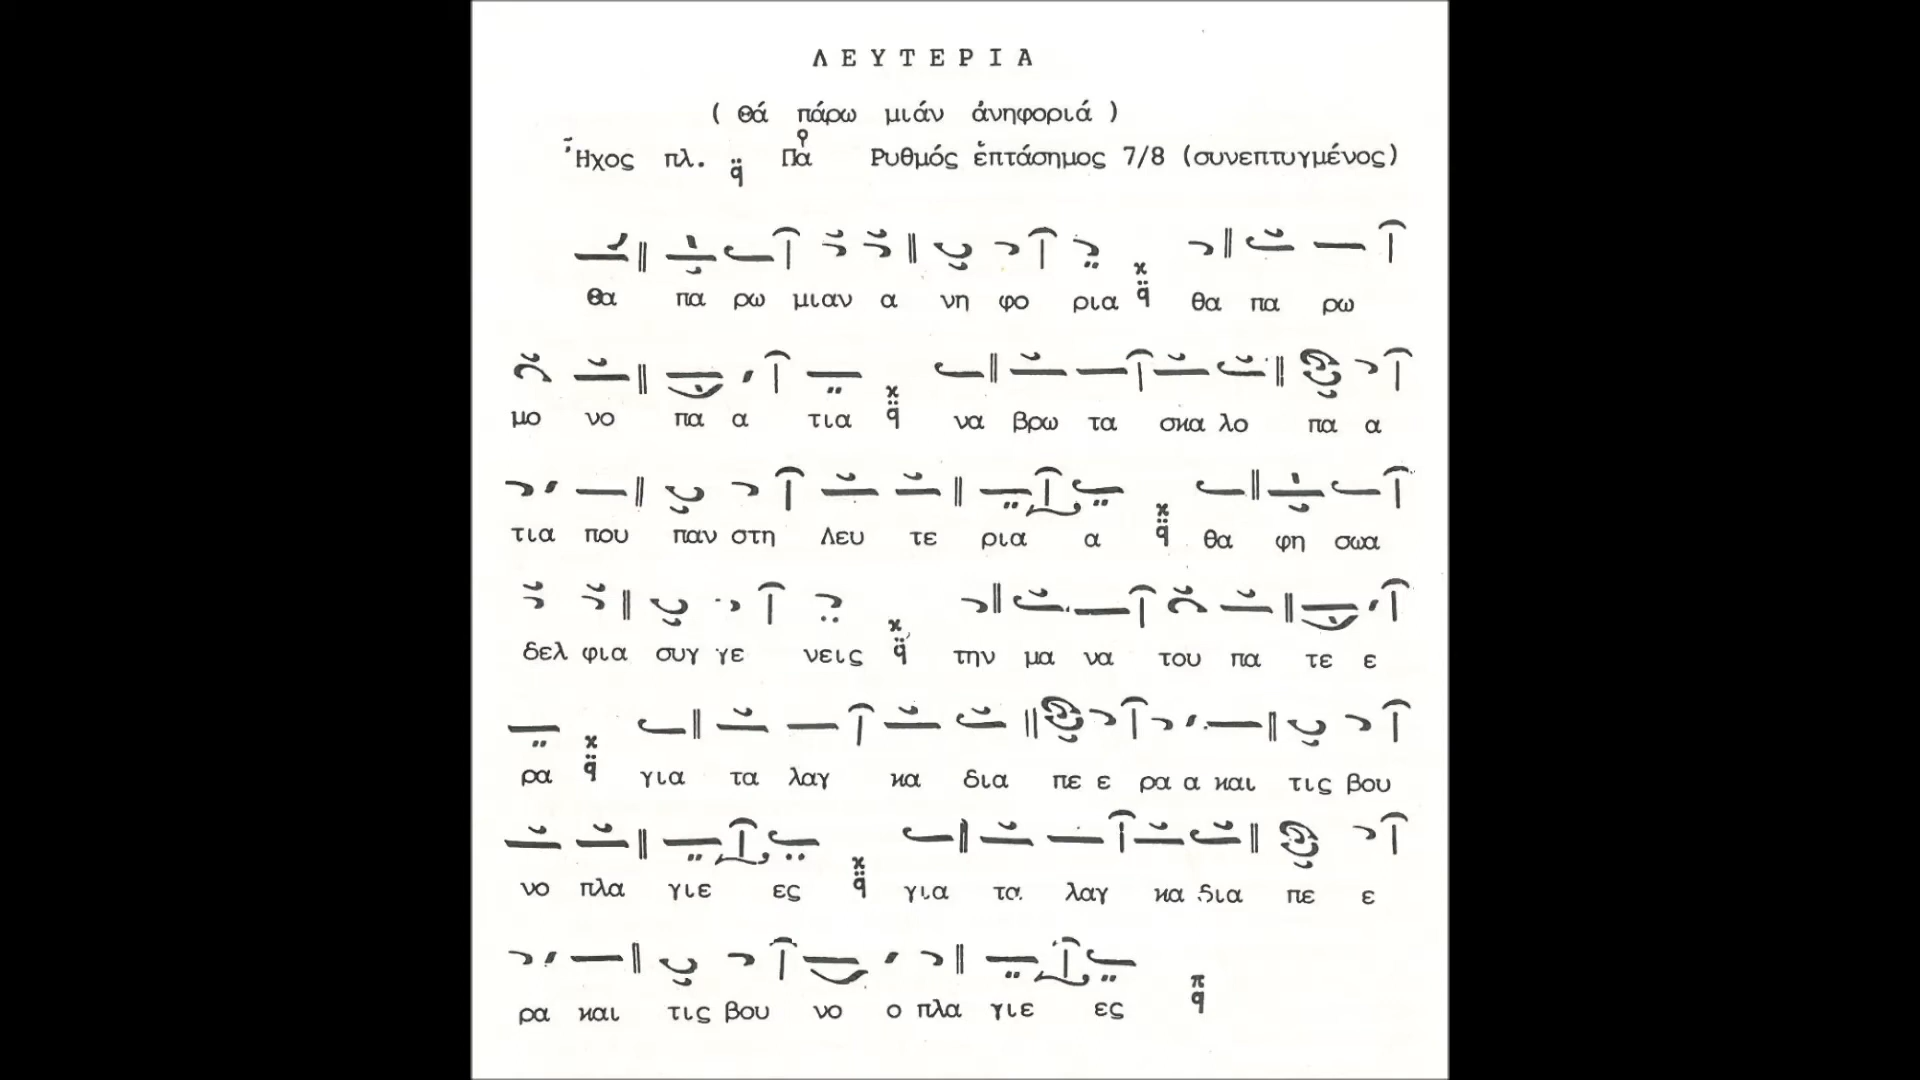 ΛΕΥΤΕΡΙΑ
( Θά πάρω μιάν ἀνηφοριά )
Ἦχος πλ. q̈ Πα Ρυθμός ἑπτάσημος 7/8 (συνεπτυγμένος)
θα πα ρω μιαν α νη φο ρια θα πα ρω
μο νο πα α τια να βρω τα σκα λο πα α
τια που παν στη Λευ τε ρια α θα φη σωα
δελ φια συγ γε νεις την μα να του πα τε ε
ρα για τα λαγ κα δια πε ε ρα α και τις βου
νο πλα γιε ες για τα λαγ κα δια πε ε
ρα και τις βου νο ο πλα γιε ες